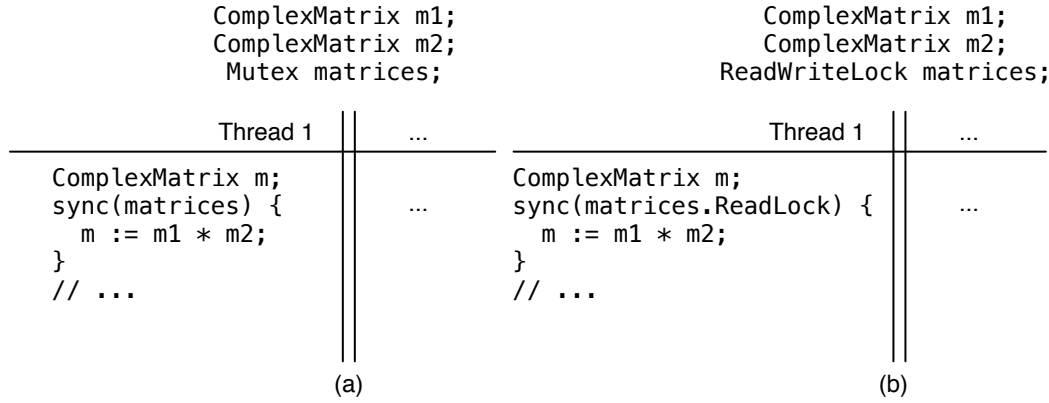 ComplexMatrix m1;
ComplexMatrix m2;
Mutex matrices;
Thread 1 ...
ComplexMatrix m;
sync(matrices) {
  m := m1 * m2;
}
// ...
...
(a)
ComplexMatrix m1;
ComplexMatrix m2;
ReadWriteLock matrices;
Thread 1 ...
ComplexMatrix m;
sync(matrices.ReadLock) {
  m := m1 * m2;
}
// ...
...
(b)